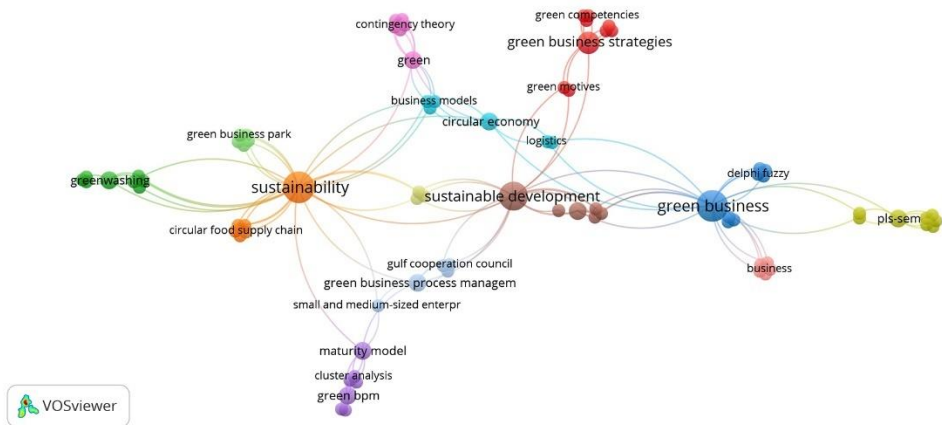 green competencies
contingency theory
green business strategies
green
green motives
business models
circular economy
green business park
logistics
greenwashing
sustainability
delphi fuzzy
sustainable development
green business
pls-sem
circular food supply chain
gulf cooperation council
business
green business process managem
small and medium-sized enterpr
maturity model
cluster analysis
green bpm
VOSviewer